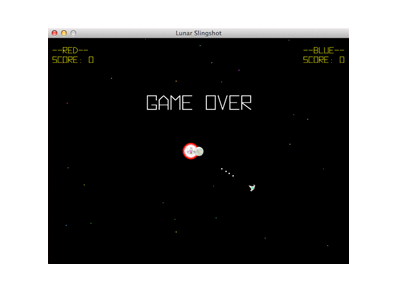 Lunar Slingshot
--RED--
SCORE: 0
--BLUE--
SCORE: 0
GAME OVER